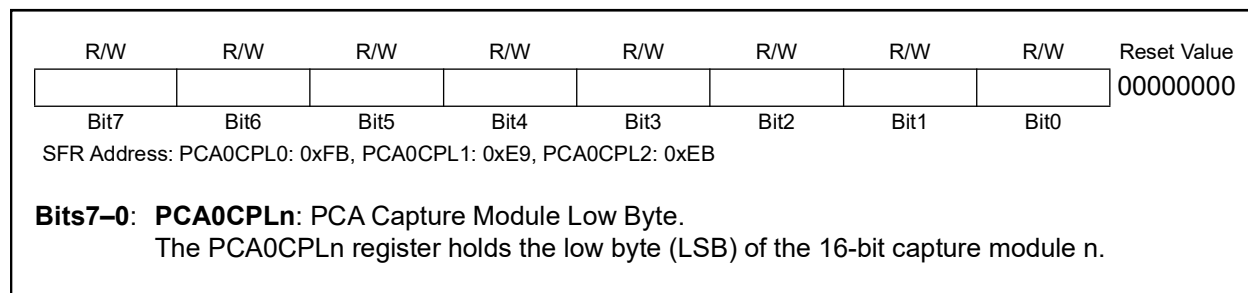 R/W R/W R/W R/W R/W R/W R/W R/W Reset Value
00000000
Bit7 Bit6 Bit5 Bit4 Bit3 Bit2 Bit1 Bit0
SFR Address: PCA0CPL0: 0xFB, PCA0CPL1: 0xE9, PCA0CPL2: 0xEB
Bits7–0: PCA0CPLn: PCA Capture Module Low Byte.
The PCA0CPLn register holds the low byte (LSB) of the 16-bit capture module n.